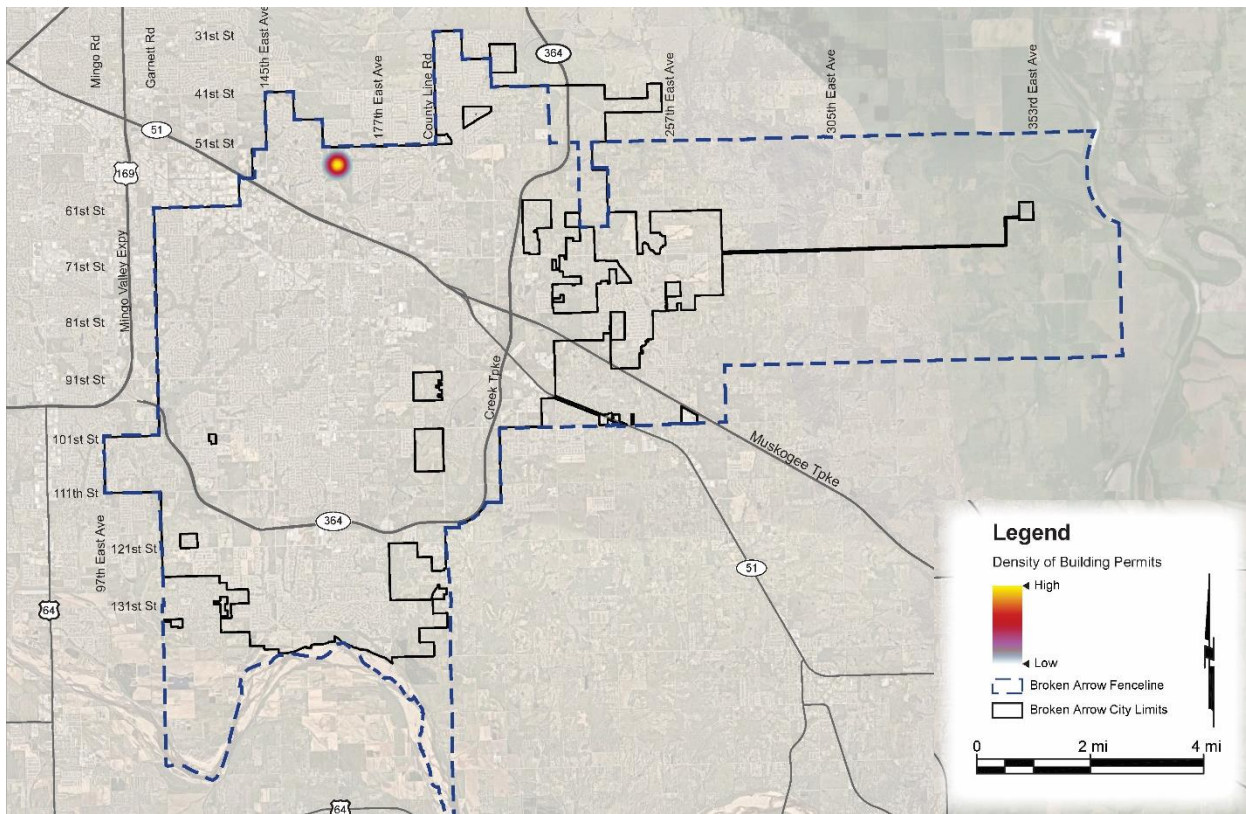 Mingo Rd
Garnett Rd
145th East Ave
177th East Ave
County Line Rd
364
257th East Ave
305th East Ave
353rd East Ave
31st St
41st St
51
51st St
169
61st St
Mingo Valley Expy
71st St
81st St
91st St
Creek Tpke
101st St
Muskogee Tpke
111th St
364
97th East Ave
121st St
51
131st St
64
64
Legend
Density of Building Permits
High
Low
Broken Arrow Fenceline
Broken Arrow City Limits
0 2 mi 4 mi